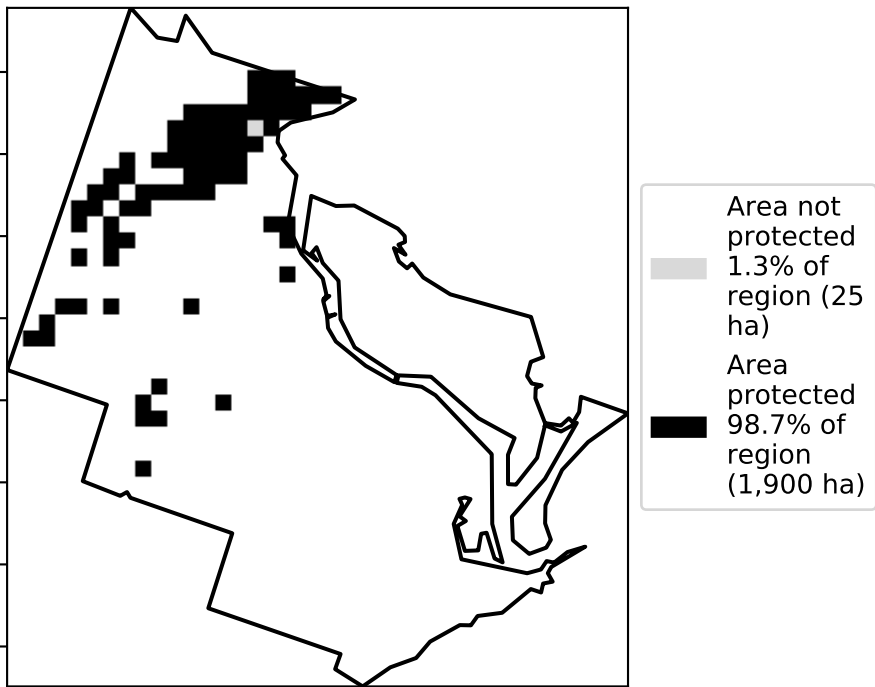 Area not
protected
1.3% of
region (25
ha)
Area
protected
98.7% of
region
(1,900 ha)